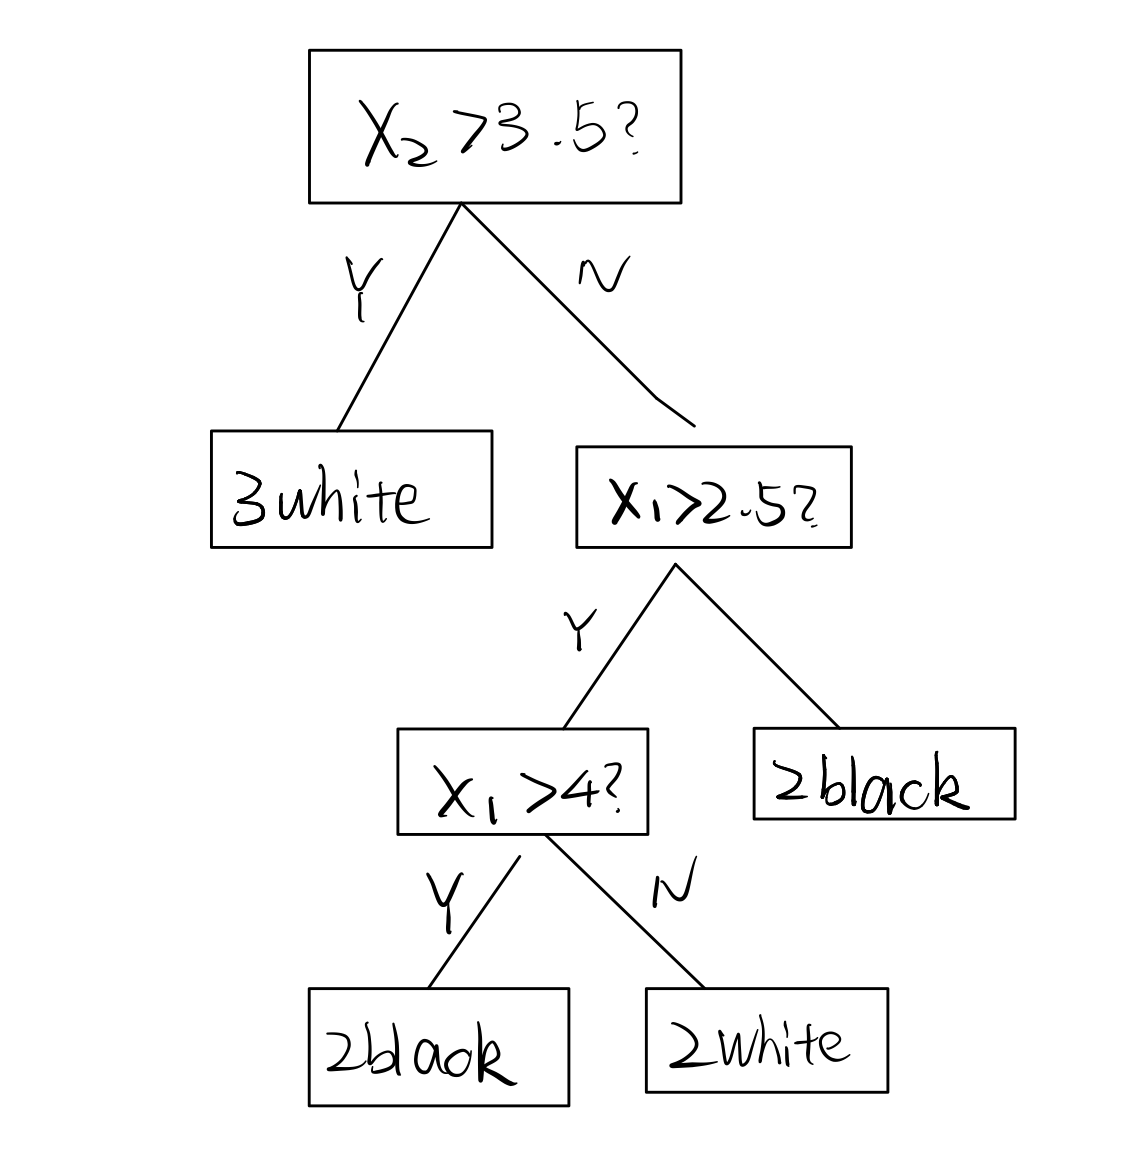 X₂ >3.5?
Y
N
3white
X₁>2.5?
Y
X₁ >4?
2black
Y
N
2black
2white